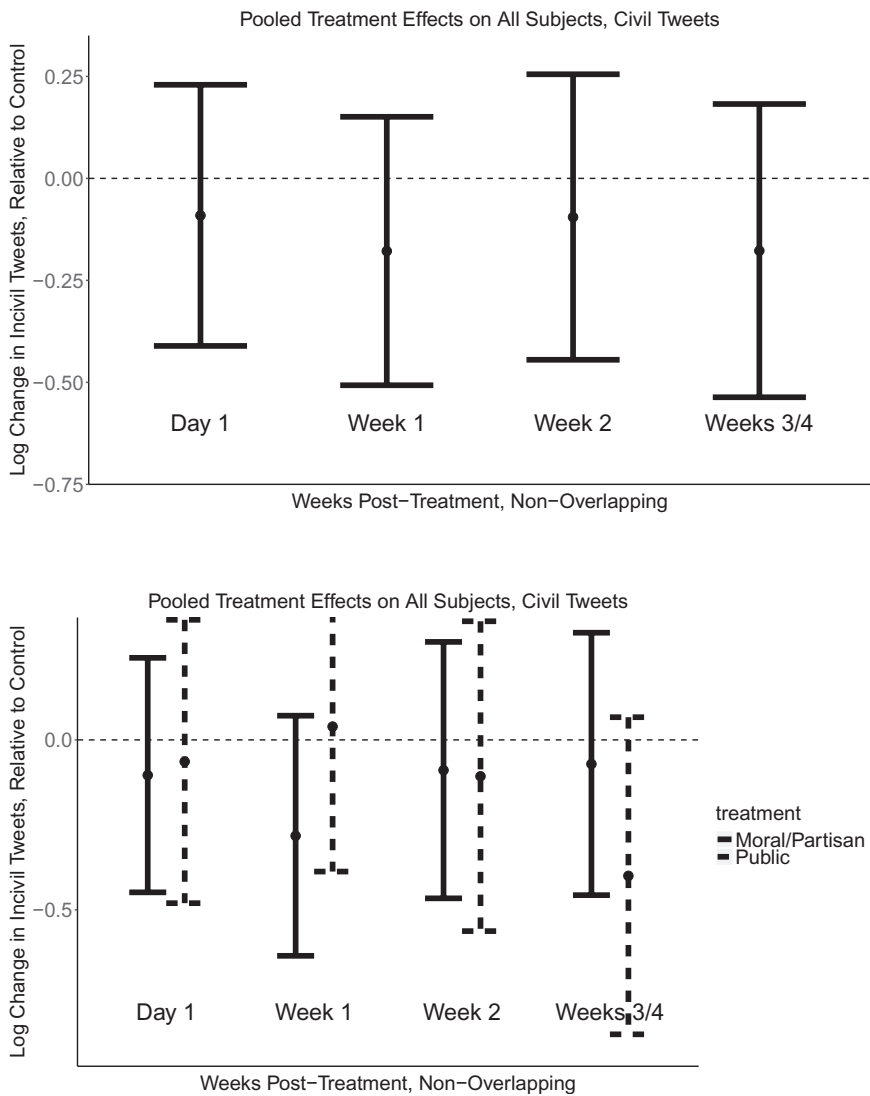 Pooled Treatment Effects on All Subjects, Civil Tweets
Log Change in Incivil Tweets, Relative to Control
0.25
0.00
−0.25
−0.50
−0.75
Day 1 Week 1 Week 2 Weeks 3/4
Weeks Post−Treatment, Non−Overlapping
Pooled Treatment Effects on All Subjects, Civil Tweets
Log Change in Incivil Tweets, Relative to Control
0.0
−0.5
Day 1 Week 1 Week 2 Weeks 3/4
Weeks Post−Treatment, Non−Overlapping
treatment
Moral/Partisan
Public